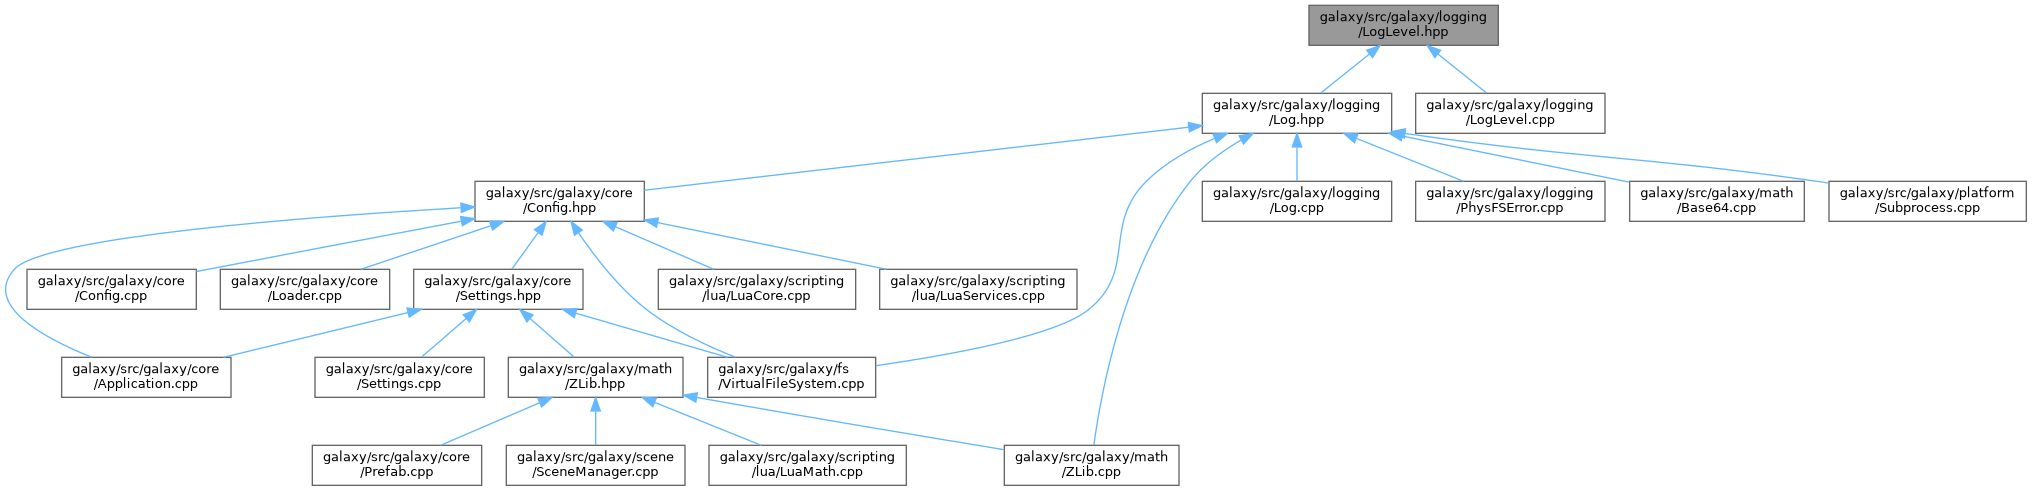 galaxy/src/galaxy/logging
/LogLevel.hpp
galaxy/src/galaxy/logging
/Log.hpp
galaxy/src/galaxy/logging
/LogLevel.cpp
galaxy/src/galaxy/core
/Config.hpp
galaxy/src/galaxy/logging
/Log.cpp
galaxy/src/galaxy/logging
/PhysFSError.cpp
galaxy/src/galaxy/math
/Base64.cpp
galaxy/src/galaxy/platform
/Subprocess.cpp
galaxy/src/galaxy/core
/Config.cpp
galaxy/src/galaxy/core
/Loader.cpp
galaxy/src/galaxy/core
/Settings.hpp
galaxy/src/galaxy/scripting
/lua/LuaCore.cpp
galaxy/src/galaxy/scripting
/lua/LuaServices.cpp
galaxy/src/galaxy/core
/Application.cpp
galaxy/src/galaxy/core
/Settings.cpp
galaxy/src/galaxy/math
/ZLib.hpp
galaxy/src/galaxy/fs
/VirtualFileSystem.cpp
galaxy/src/galaxy/core
/Prefab.cpp
galaxy/src/galaxy/scene
/SceneManager.cpp
galaxy/src/galaxy/scripting
/lua/LuaMath.cpp
galaxy/src/galaxy/math
/ZLib.cpp